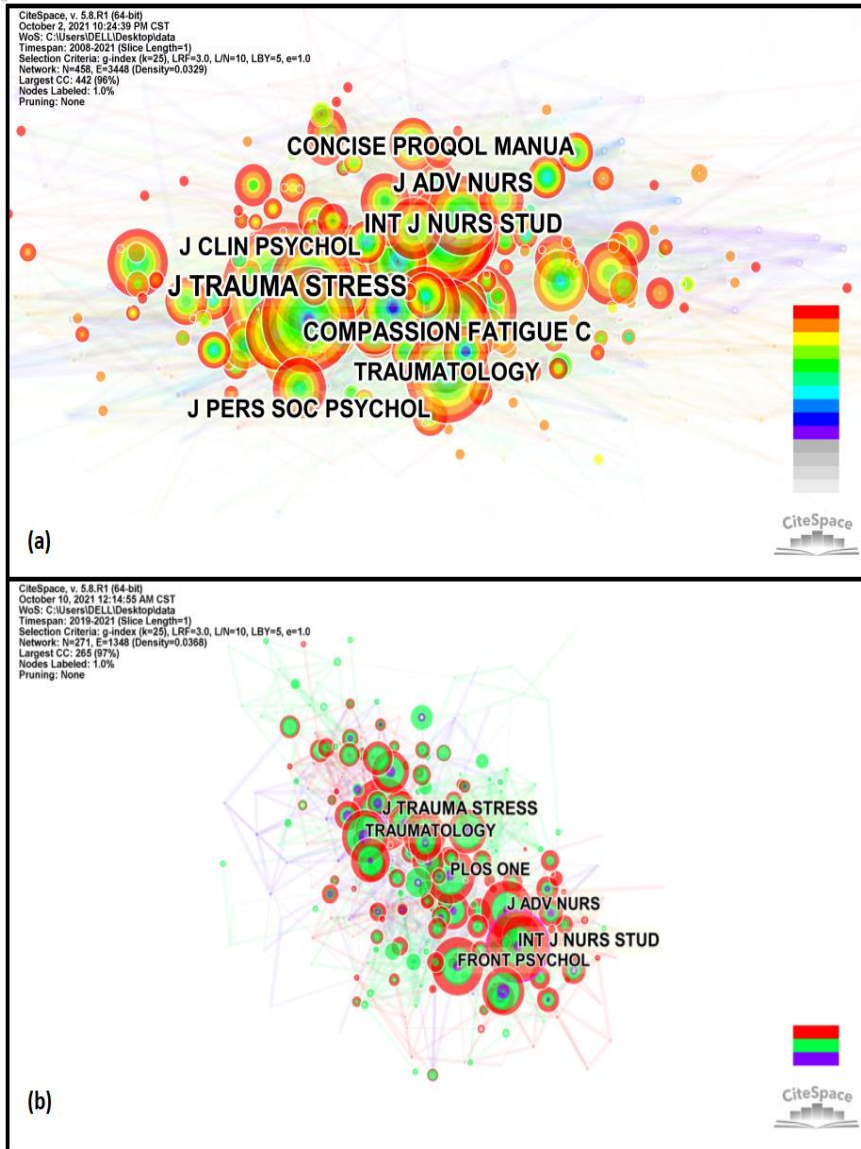 CiteSpace, v. 5.8.R1 (64-bit)
October 2, 2021 10:24:39 PM CST
WoS: C:\Users\DELL\Desktop\data
Timespan: 2008-2021 (Slice Length=1)
Selection Criteria: g-index (k=25), LRF=3.0, L/N=10, LBY=5, e=1.0
Network: N=458, E=3448 (Density=0.0329)
Largest CC: 442 (96%)
Nodes Labeled: 1.0%
Pruning: None
CONCISE PROQOL MANUA
J ADV NURS
INT J NURS STUD
J CLIN PSYCHOL
J TRAUMA STRESS
COMPASSION FATIGUE C
TRAUMATOLOGY
J PERS SOC PSYCHOL
(a)
CiteSpace
CiteSpace, v. 5.8.R1 (64-bit)
October 10, 2021 12:14:55 AM CST
WoS: C:\Users\DELL\Desktop\data
Timespan: 2019-2021 (Slice Length=1)
Selection Criteria: g-index (k=25), LRF=3.0, L/N=10, LBY=5, e=1.0
Network: N=271, E=1348 (Density=0.0368)
Largest CC: 265 (97%)
Nodes Labeled: 1.0%
Pruning: None
J TRAUMA STRESS
TRAUMATOLOGY
PLOS ONE
J ADV NURS
INT J NURS STUD
FRONT PSYCHOL
(b)
CiteSpace